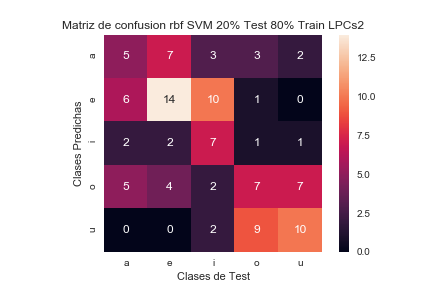 Matriz de confusion rbf SVM 20% Test 80% Train LPCs2
Clases Predichas
a 5 7 3 3 2
e 6 14 10 1 0
i 2 2 7 1 1
o 5 4 2 7 7
u 0 0 2 9 10
a e i o u
Clases de Test
12.5
10.0
7.5
5.0
2.5
0.0